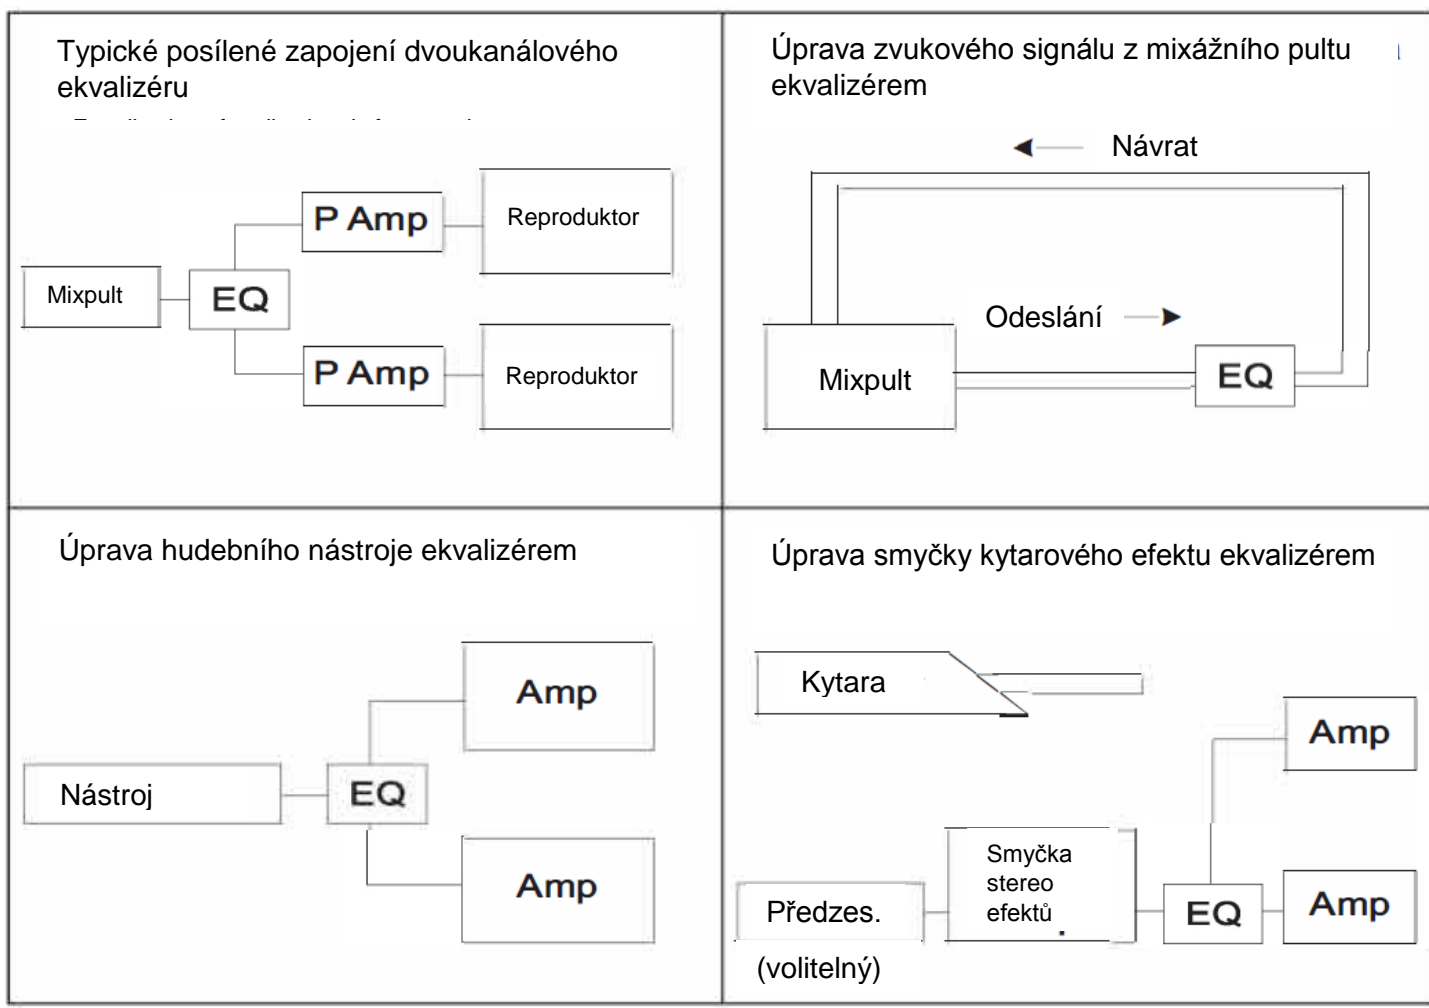 Typické posílené zapojení dvoukanálového
ekvalizéru
P Amp
Reproduktor
Mixpult
EQ
P Amp
Reproduktor
Úprava zvukového signálu z mixážního pultu
ekvalizérem
Návrat
Odeslání
Mixpult
EQ
Úprava hudebního nástroje ekvalizérem
Amp
Nástroj
EQ
Amp
Úprava smyčky kytarového efektu ekvalizérem
Kytara
Amp
Smyčka
stereo
efektů
Předzes.
EQ
Amp
(volitelný)